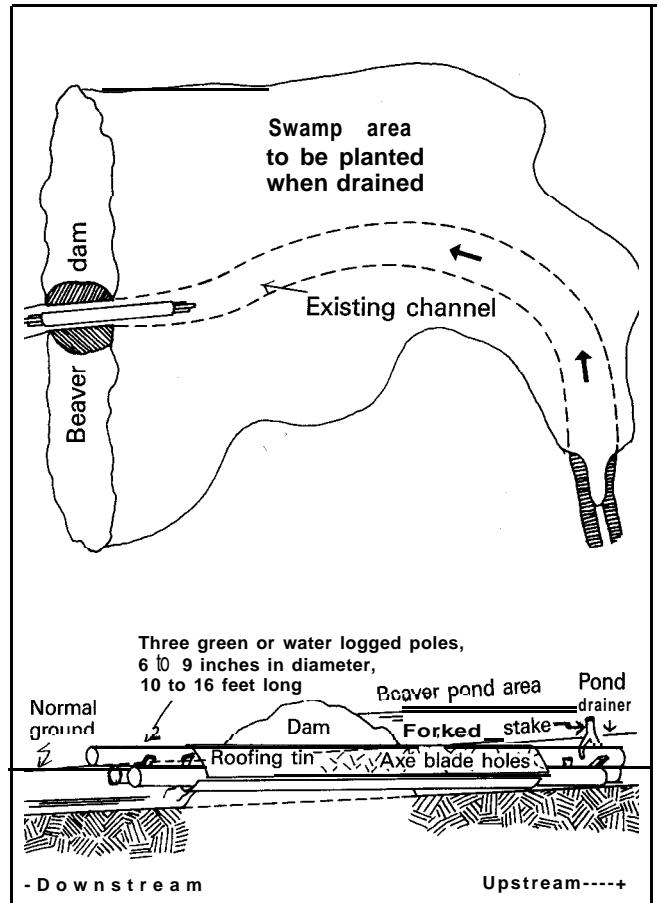 Swamp area
to be planted
when drained
dam
Existing channel
Beaver
Three green or water logged poles,
6 to 9 inches in diameter,
10 to 16 feet long
Beaver pond area
Pond
drainer
Normal
ground
Dam
Forked stake
Roofing tin
Axe blade holes
-Downstream
Upstream----+